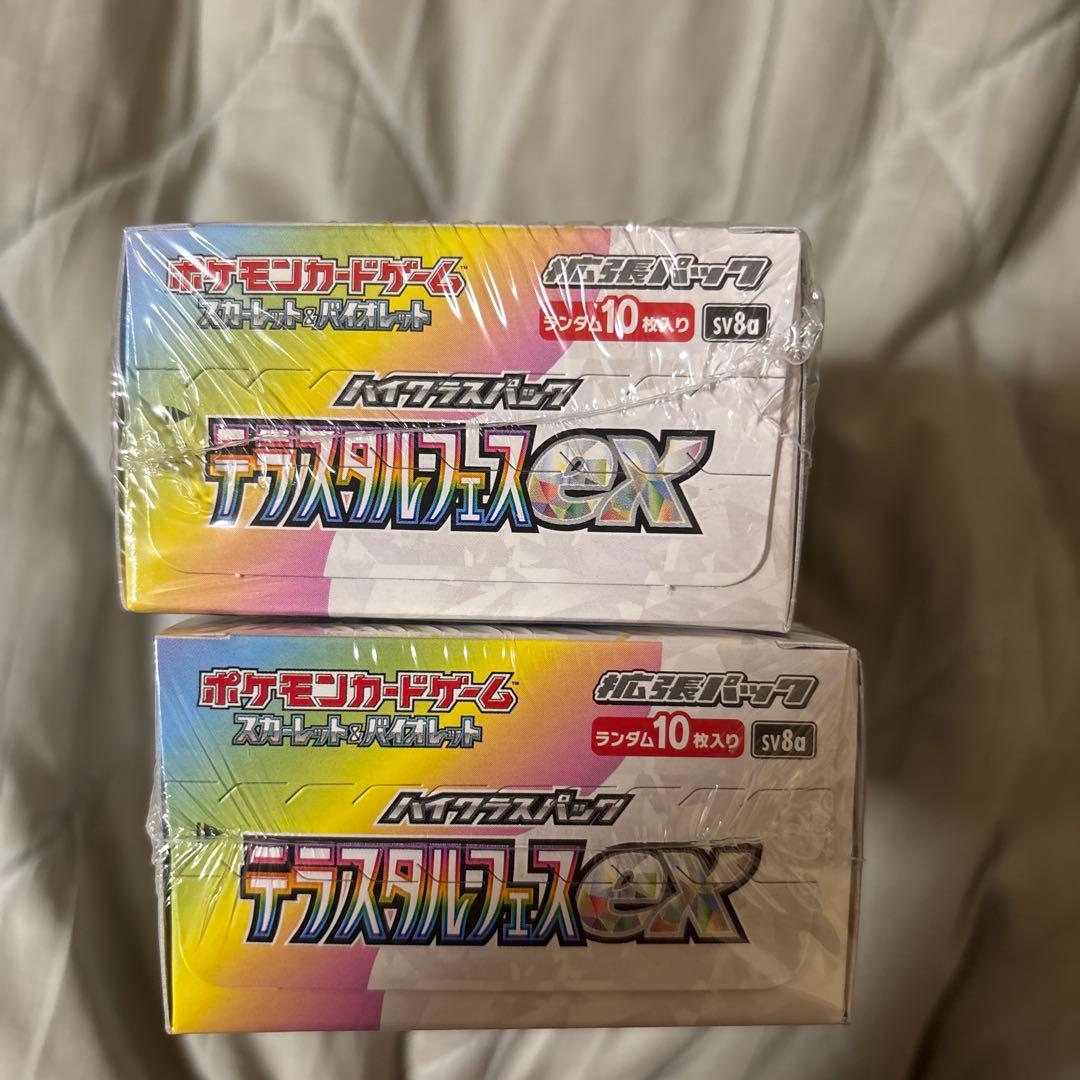 ポケモンカードゲーム™
スカーレット&バイオレット
拡張パック
ランダム10枚入り
SV8a
ハイクラスパック
テラスタルフェスex
ポケモンカードゲーム™
スカーレット&バイオレット
拡張パック
ランダム10枚入り
SV8a
ハイクラスパック
テラスタルフェスex